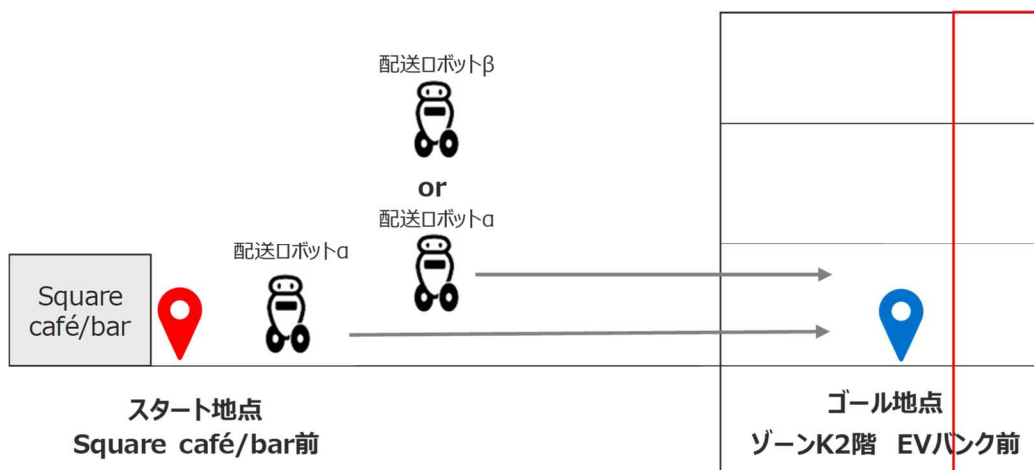 配送ロボットβ
or
配送ロボットα
配送ロボットα
Square
café/bar
スタート地点
Square café/bar前
ゴール地点
ゾーンK2階 EVバンク前